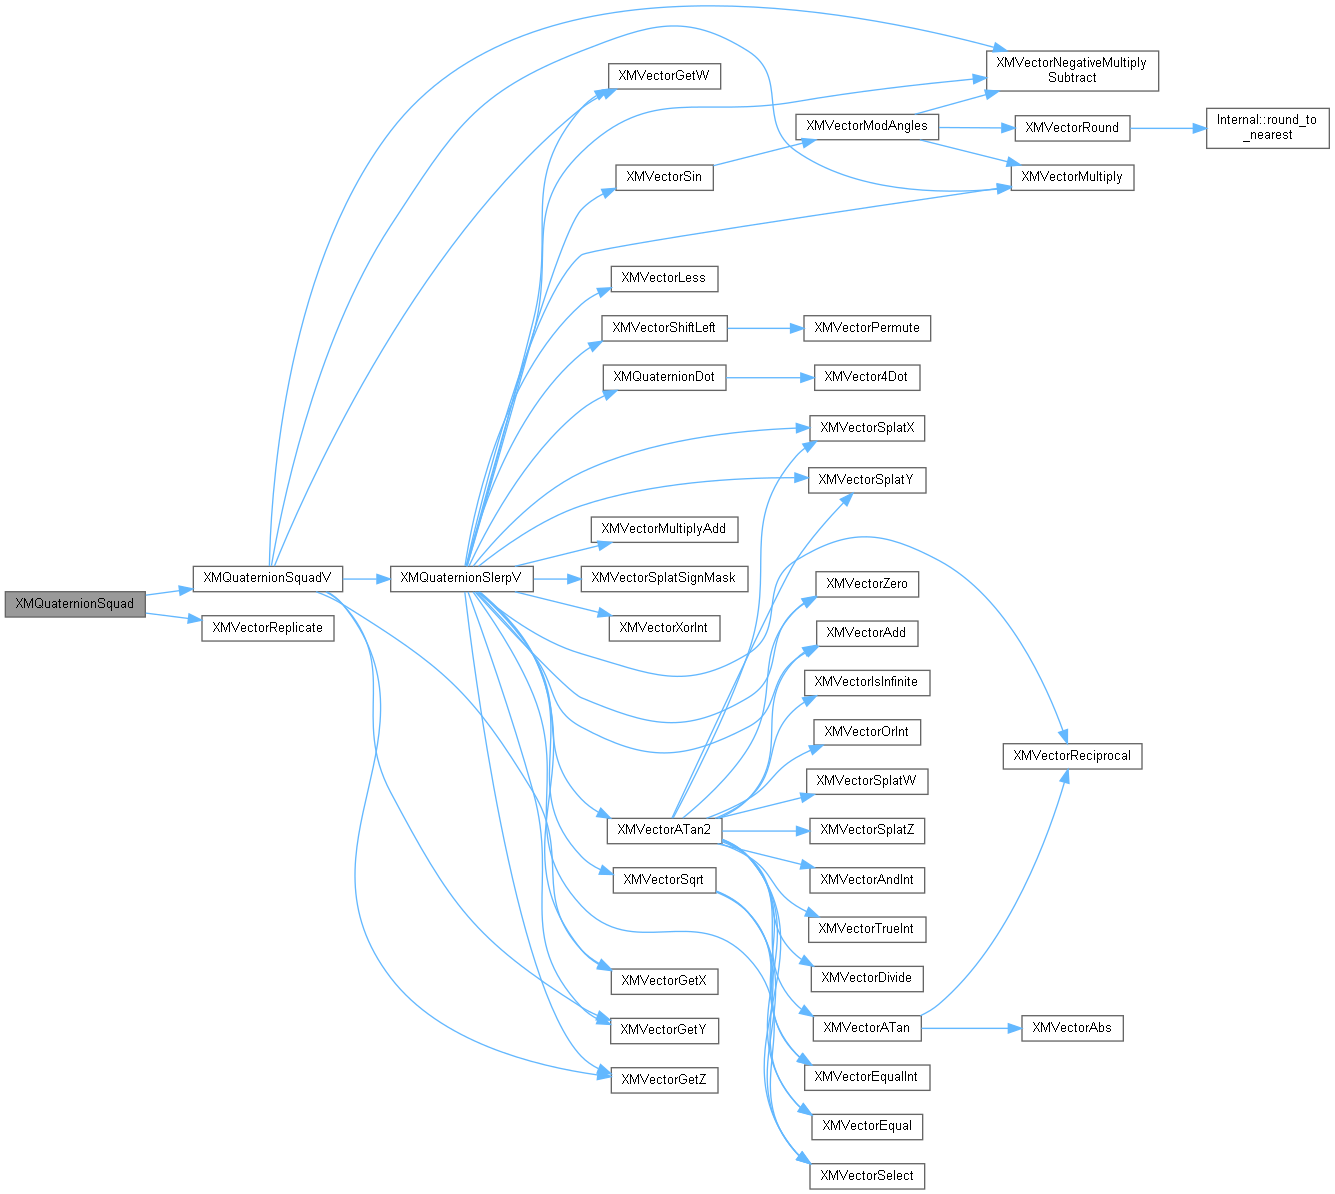 XMQuaternionSquad
XMQuaternionSquadV
XMVectorReplicate
XMQuaternionSlerpV
XMVectorGetW
XMVectorSin
XMVectorLess
XMVectorShiftLeft
XMQuaternionDot
XMVectorMultiplyAdd
XMVectorSplatSignMask
XMVectorXorInt
XMVectorATan2
XMVectorSqrt
XMVectorGetX
XMVectorGetY
XMVectorGetZ
XMVectorModAngles
XMVectorPermute
XMVector4Dot
XMVectorSplatX
XMVectorSplatY
XMVectorZero
XMVectorAdd
XMVectorIsInfinite
XMVectorOrInt
XMVectorSplatW
XMVectorSplatZ
XMVectorAndInt
XMVectorTrueInt
XMVectorDivide
XMVectorATan
XMVectorEqualInt
XMVectorEqual
XMVectorSelect
XMVectorNegativeMultiply
Subtract
XMVectorRound
XMVectorMultiply
XMVectorReciprocal
XMVectorAbs
Internal::round_to
_nearest